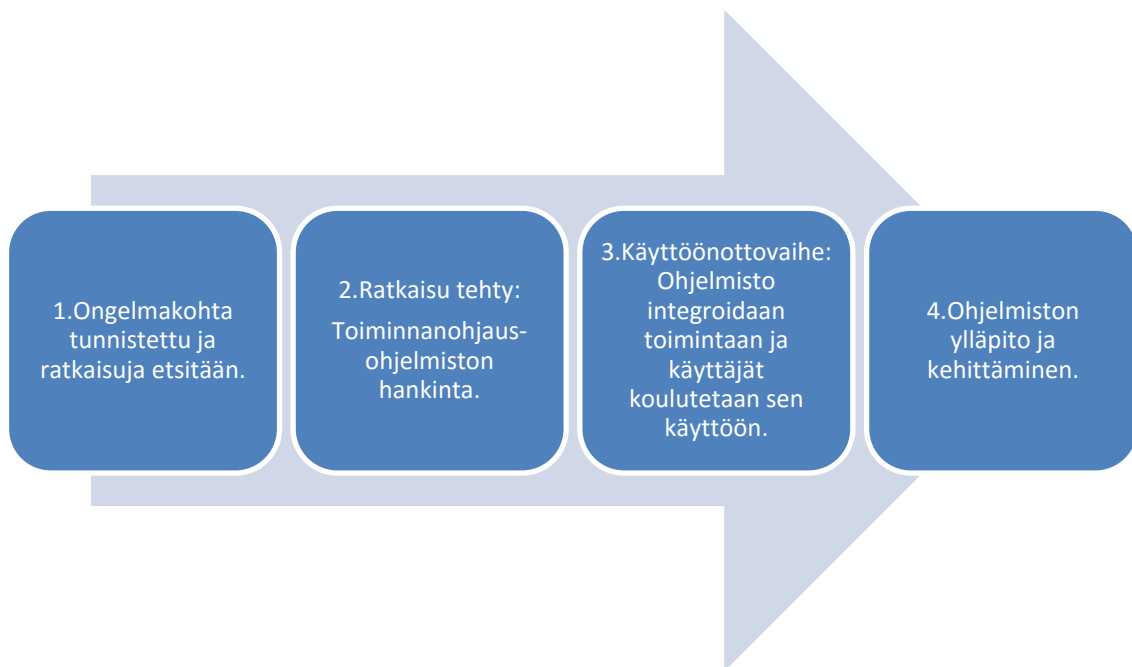 1.Ongelmakohta
tunnistettu ja
ratkaisuja etsitään.
2.Ratkaisu tehty:
Toiminnanohjaus-
ohjelmiston
hankinta.
3.Käyttöönottovaihe:
Ohjelmisto
integroidaan
toimintaan ja
käyttäjät
koulutetaan sen
käyttöön.
4.Ohjelmiston
ylläpito ja
kehittäminen.